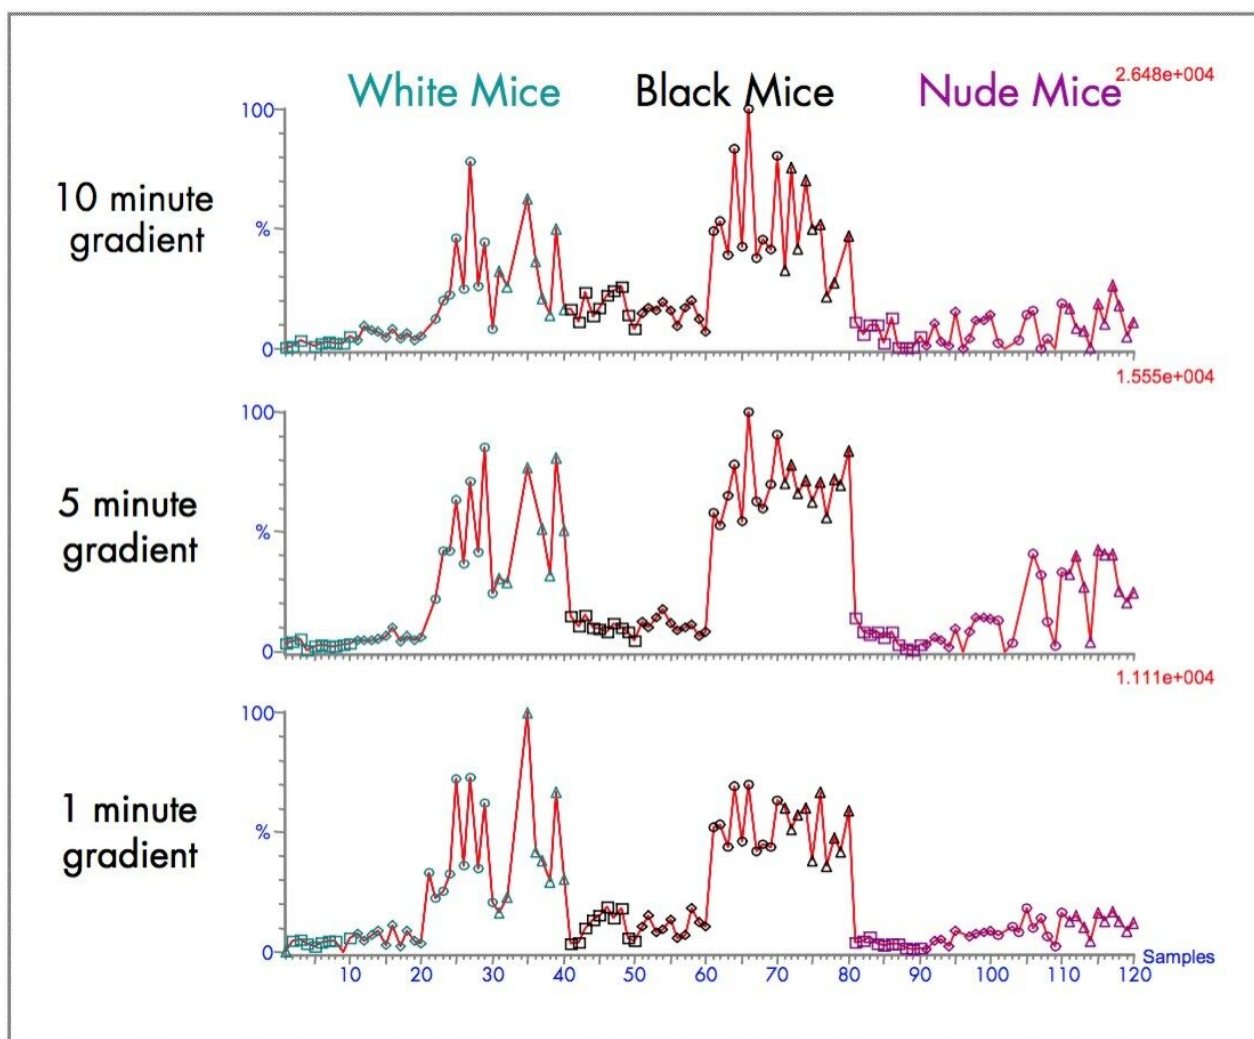 White Mice Black Mice Nude Mice 2.648e+004
10 minute
gradient
100
%
0
1.555e+004
5 minute
gradient
100
%
0
1.111e+004
1 minute
gradient
100
%
0
Samples
10 20 30 40 50 60 70 80 90 100 110 120